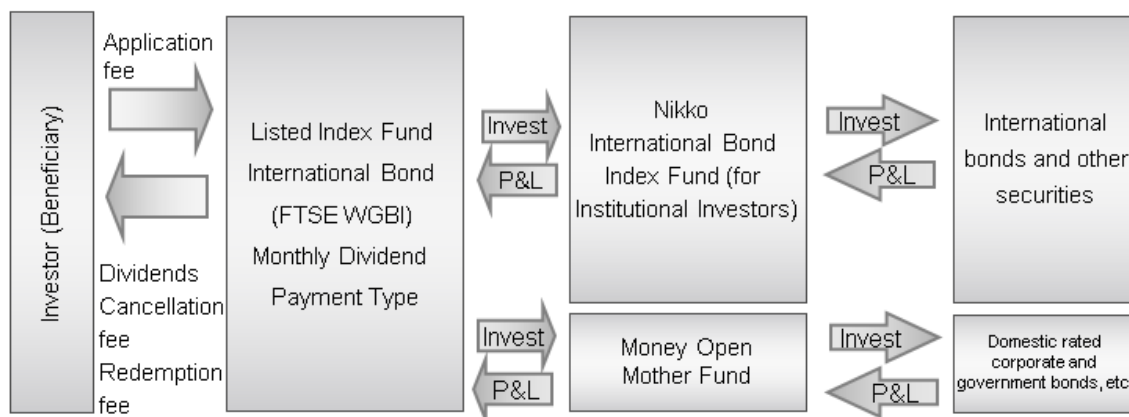 Investor (Beneficiary)
Application
fee
Dividends
Cancellation
fee
Redemption
fee
Listed Index Fund
International Bond
(FTSE WGBI)
Monthly Dividend
Payment Type
Invest
P&L
Invest
P&L
Nikko
International Bond
Index Fund (for
Institutional Investors)
Money Open
Mother Fund
Invest
P&L
Invest
P&L
International
bonds and other
securities
Domestic rated
corporate and
government bonds, etc